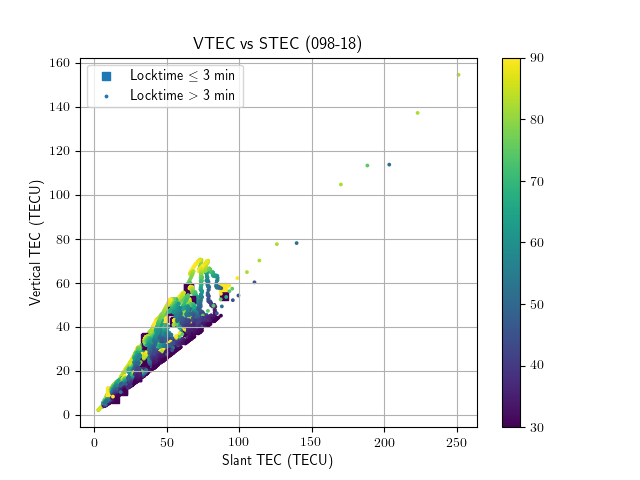 VTEC vs STEC (098-18)
Locktime ≤ 3 min
Locktime > 3 min
160
140
120
100
80
60
40
20
0
Vertical TEC (TECU)
0 50 100 150 200 250
Slant TEC (TECU)
90
80
70
60
50
40
30